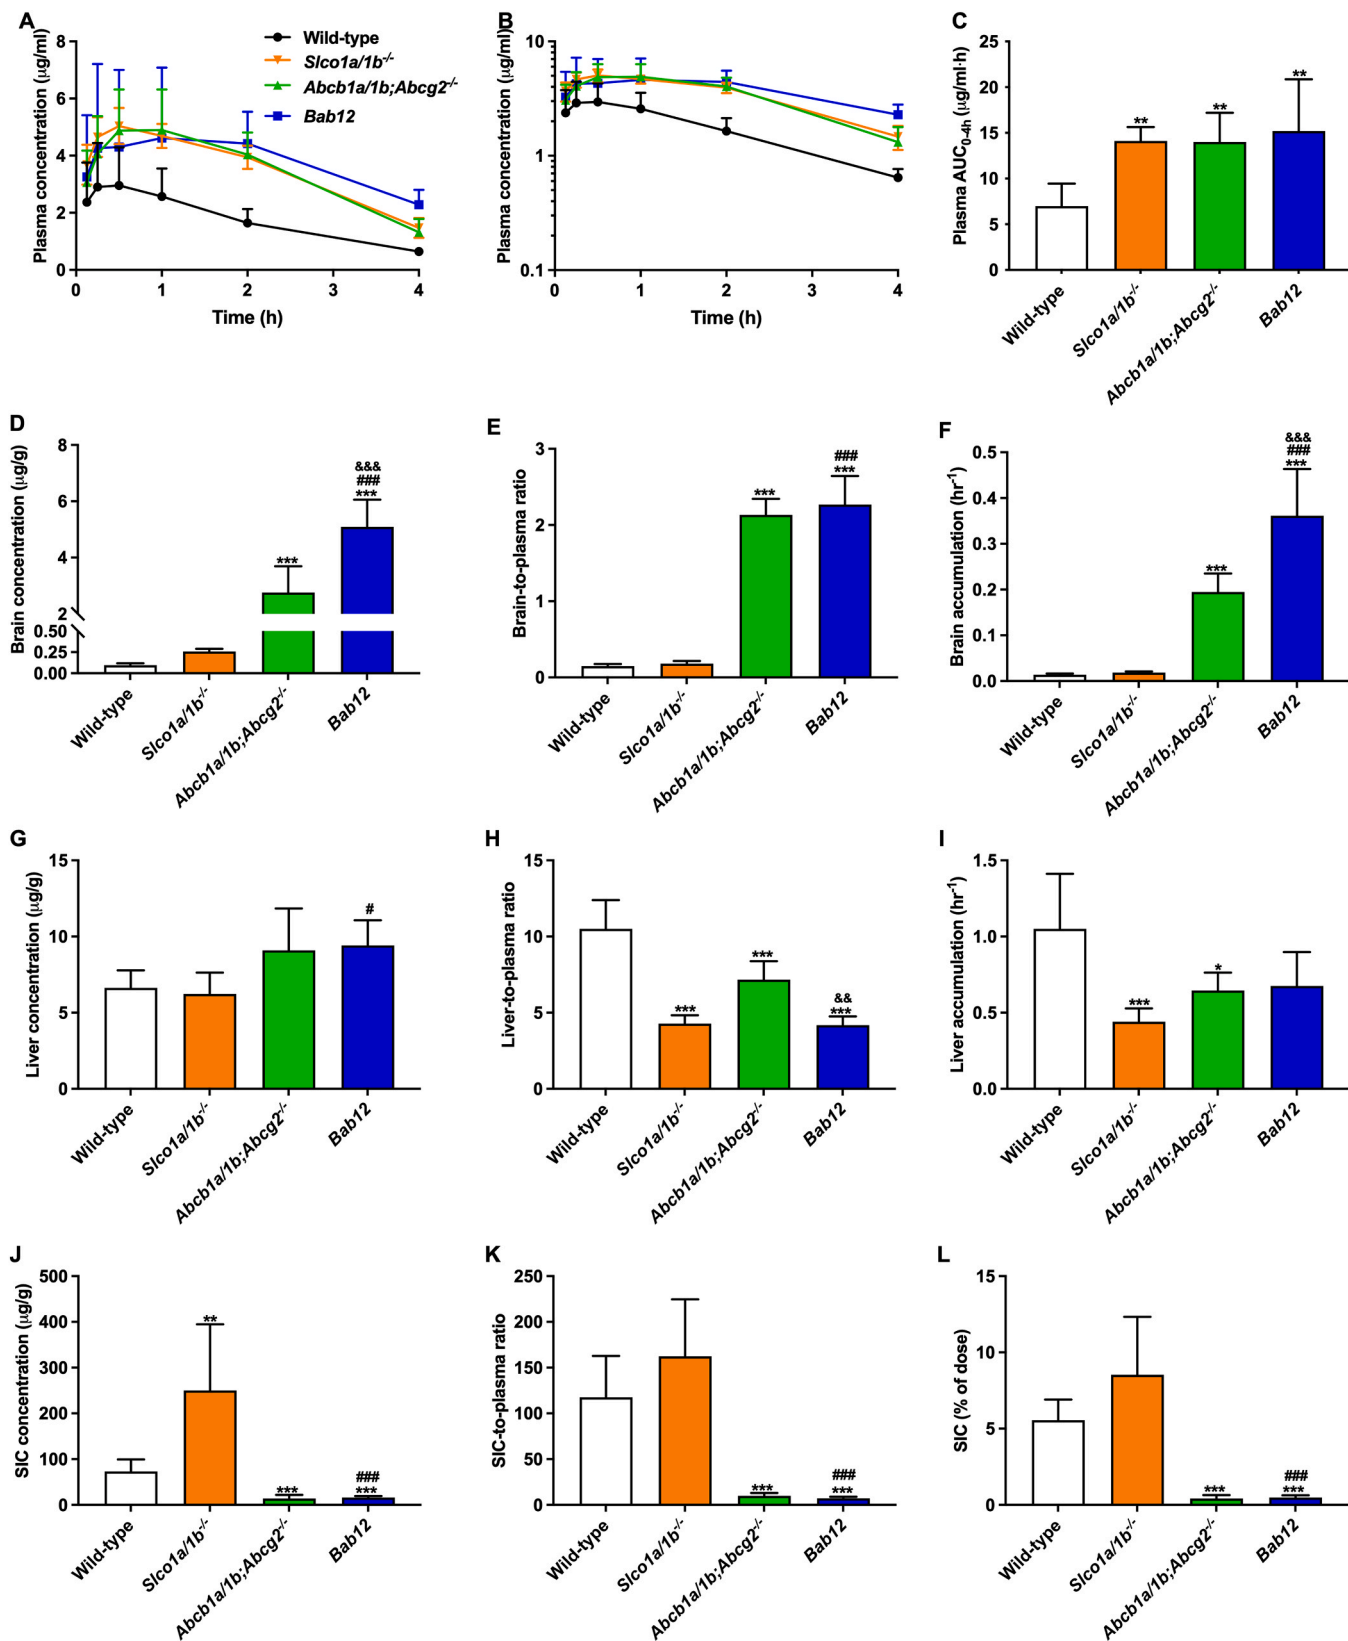 A
Plasma concentration (µg/ml)
8
6
4
2
0
0
1
2
3
4
Time (h)
Wild-type
Slco1a/1b-/-
Abcb1a/1b;Abcg2-/-
Bab12
B
Plasma concentration (µg/ml)
10
1
0.1
0
1
2
3
4
Time (h)
C
Plasma AUC0-4h (µg/ml·h)
25
20
15
10
5
0
**
**
**
Wild-type
Slco1a/1b-/-
Abcb1a/1b;Abcg2-/-
Bab12
D
Brain concentration (µg/g)
8
6
4
2
0.50
0.25
0.00
***
&&&
###
***
Wild-type
Slco1a/1b-/-
Abcb1a/1b;Abcg2-/-
Bab12
E
Brain-to-plasma ratio
3
2
1
0
***
###
***
Wild-type
Slco1a/1b-/-
Abcb1a/1b;Abcg2-/-
Bab12
F
Brain accumulation (hr-1)
0.5
0.4
0.3
0.2
0.1
0.0
***
&&&
###
***
Wild-type
Slco1a/1b-/-
Abcb1a/1b;Abcg2-/-
Bab12
G
Liver concentration (µg/g)
15
10
5
0
#
Wild-type
Slco1a/1b-/-
Abcb1a/1b;Abcg2-/-
Bab12
H
Liver-to-plasma ratio
15
10
5
0
***
***
&&
***
Wild-type
Slco1a/1b-/-
Abcb1a/1b;Abcg2-/-
Bab12
I
Liver accumulation (hr-1)
1.5
1.0
0.5
0.0
***
*
Wild-type
Slco1a/1b-/-
Abcb1a/1b;Abcg2-/-
Bab12
J
SIC concentration (µg/g)
500
400
300
200
100
0
**
***
###
***
Wild-type
Slco1a/1b-/-
Abcb1a/1b;Abcg2-/-
Bab12
K
SIC-to-plasma ratio
250
200
150
100
50
0
***
###
***
Wild-type
Slco1a/1b-/-
Abcb1a/1b;Abcg2-/-
Bab12
L
SIC (% of dose)
15
10
5
0
***
###
***
Wild-type
Slco1a/1b-/-
Abcb1a/1b;Abcg2-/-
Bab12